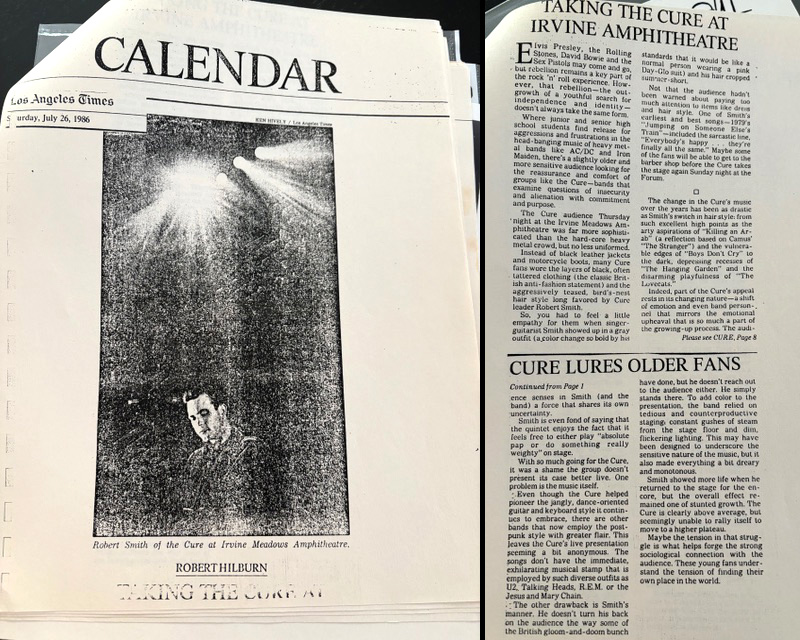 CALENDAR
Los Angeles Times
urday, July 26, 1986
KEN HIVELY / Los Angeles Times
Robert Smith of the Cure at Irvine Meadows Amphitheatre.
ROBERT HILBURN
TAKING THE CURE AT
TAKING THE CURE AT
IRVINE AMPHITHEATRE
Elvis Presley, the Rolling
Stones, David Bowie and the
Sex Pistols may come and go,
but rebellion remains a key part of
the rock 'n' roll experience. How-
ever, that rebellion—the out-
growth of a youthful search for
independence and identity—
doesn't always take the same form.
Where junior and senior high
school students find release for
aggressions and frustrations in the
head-banging music of heavy met-
al bands like AC/DC and Iron
Maiden, there's a slightly older and
more sensitive audience looking for
the reassurance and comfort of
groups like the Cure—bands that
examine questions of insecurity
and alienation with commitment
and purpose.
The Cure audience Thursday
night at the Irvine Meadows Am-
phitheatre was far more sophisti-
cated than the hard-core heavy
metal crowd, but no less uniformed.
Instead of black leather jackets
and motorcycle boots, many Cure
fans wore the layers of black, often
tattered clothing (the classic Brit-
ish anti-fashion statement) and the
aggressively teased, bird's-nest
hair style long favored by Cure
leader Robert Smith.
So, you had to feel a little
empathy for them when singer-
guitarist Smith showed up in a gray
outfit (a color change so bold by his
standards that it would be like a
normal person wearing a pink
Day-Glo suit) and his hair cropped
summer-short.
Not that the audience hadn't
been warned about paying too
much attention to items like dress
and hair style. One of Smith's
earliest and best songs—1979's
"Jumping on Someone Else's
Train"—included the sarcastic line,
"Everybody's happy . . . they're
finally all the same." Maybe some
of the fans will be able to get to the
barber shop before the Cure takes
the stage again Sunday night at the
Forum.
The change in the Cure's music
over the years has been as drastic
as Smith's switch in hair style: from
such excellent high points as the
arty aspirations of "Killing an Ar-
ab" (a reflection based on Camus'
"The Stranger") and the vulnera-
ble edges of "Boys Don't Cry" to
the dark, depressing recesses of
"The Hanging Garden" and the
disarming playfulness of "The
Lovecats."
Indeed, part of the Cure's appeal
rests in its changing nature—a shift
of emotion and even band person-
nel that mirrors the emotional
upheaval that is so much a part of
the growing-up process. The audi-
Please see CURE, Page 8
CURE LURES OLDER FANS
Continued from Page 1
ence senses in Smith (and the
band) a force that shares its own
uncertainty.
Smith is even fond of saying that
the quintet enjoys the fact that it
feels free to either play "absolute
pap or do something really
weighty" on stage.
With so much going for the Cure,
it was a shame the group doesn't
present its case better live. One
problem is the music itself.
Even though the Cure helped
pioneer the jangly, dance-oriented
guitar and keyboard style it contin-
ues to embrace, there are other
bands that now employ the post-
punk style with greater flair. This
leaves the Cure's live presentation
seeming a bit anonymous. The
songs don't have the immediate,
exhilarating musical stamp that is
employed by such diverse outfits as
U2, Talking Heads, R.E.M. or the
Jesus and Mary Chain.
The other drawback is Smith's
manner. He doesn't turn his back
on the audience the way some of
the British gloom-and-doom bunch
have done, but he doesn't reach out
to the audience either. He simply
stands there. To add color to the
presentation, the band relied on
tedious and counterproductive
staging: constant gushes of steam
from the stage floor and dim,
flickering lighting. This may have
been designed to underscore the
sensitive nature of the music, but it
also made everything a bit dreary
and monotonous.
Smith showed more life when he
returned to the stage for the en-
core, but the overall effect re-
mained one of stunted growth. The
Cure is clearly above average, but
seemingly unable to rally itself to
move to a higher plateau.
Maybe the tension in that strug-
gle is what helps forge the strong
sociological connection with the
audience. These young fans under-
stand the tension of finding their
own place in the world.